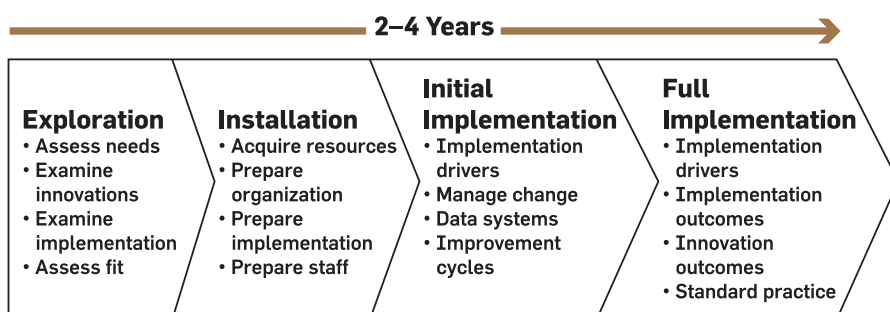 2–4 Years
Exploration
• Assess needs
• Examine
innovations
• Examine
implementation
• Assess fit
Installation
• Acquire resources
• Prepare
organization
• Prepare
implementation
• Prepare staff
Initial
Implementation
• Implementation
drivers
• Manage change
• Data systems
• Improvement
cycles
Full
Implementation
• Implementation
drivers
• Implementation
outcomes
• Innovation
outcomes
• Standard practice